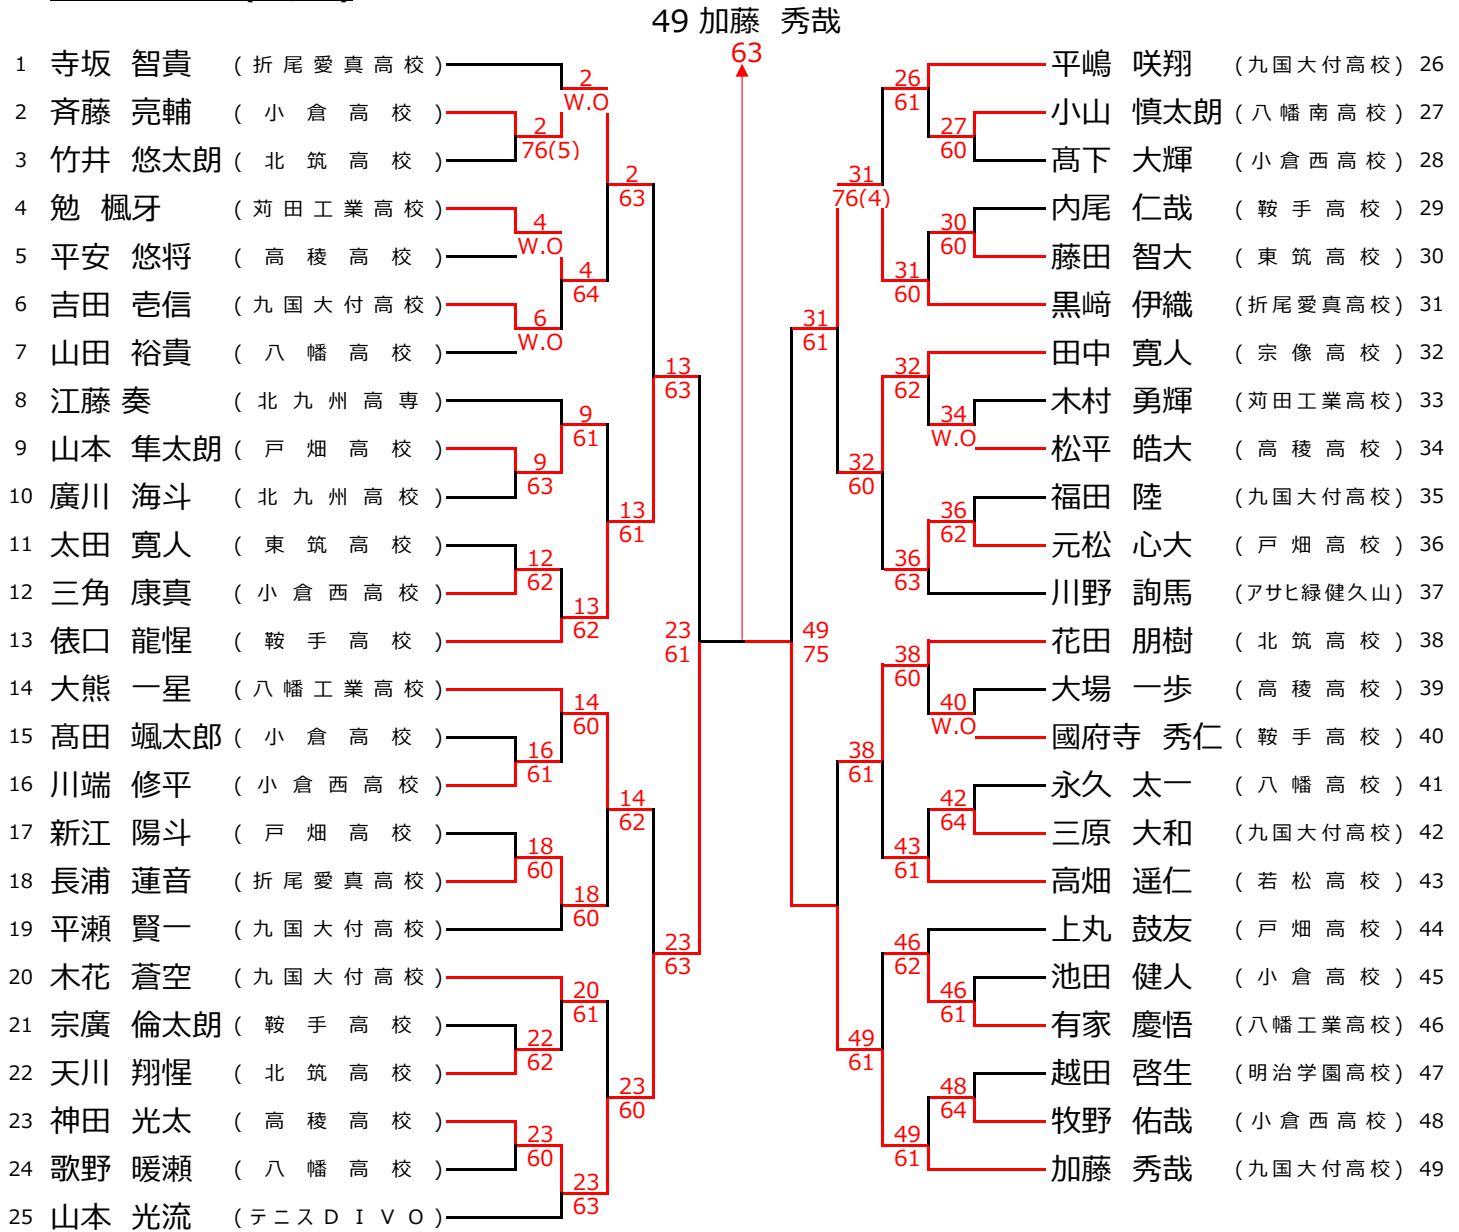 49 加藤 秀哉
63
1 寺坂 智貴 (折尾愛真高校)
2 斉藤 亮輔 (小倉高校)
3 竹井 悠太朗 (北筑高校)
4 勉 楓牙 (苅田工業高校)
5 平安 悠将 (高稜高校)
6 吉田 壱信 (九国大付高校)
7 山田 裕貴 (八幡高校)
8 江藤 奏 (北九州高専)
9 山本 隼太朗 (戸畑高校)
10 廣川 海斗 (北九州高校)
11 太田 寛人 (東筑高校)
12 三角 康真 (小倉西高校)
13 俵口 龍惺 (鞍手高校)
14 大熊 一星 (八幡工業高校)
15 髙田 颯太郎 (小倉高校)
16 川端 修平 (小倉西高校)
17 新江 陽斗 (戸畑高校)
18 長浦 蓮音 (折尾愛真高校)
19 平瀬 賢一 (九国大付高校)
20 木花 蒼空 (九国大付高校)
21 宗廣 倫太朗 (鞍手高校)
22 天川 翔惺 (北筑高校)
23 神田 光太 (高稜高校)
24 歌野 暖瀬 (八幡高校)
25 山本 光流 (テニスDIVO)
2
76(5)
4
W.O
6
W.O
9
63
12
62
16
61
18
60
22
62
23
60
2
W.O
4
64
9
61
13
62
14
60
18
60
20
61
23
63
2
63
13
61
14
62
23
60
13
63
23
63
23
61
49
75
31
61
31
76(4)
32
60
38
61
49
61
26
61
31
60
32
62
36
63
38
60
43
61
46
62
49
61
27
60
30
60
34
W.O
36
62
40
W.O
42
64
46
61
48
64
平嶋 咲翔 (九国大付高校) 26
小山 慎太朗 (八幡南高校) 27
髙下 大輝 (小倉西高校) 28
内尾 仁哉 (鞍手高校) 29
藤田 智大 (東筑高校) 30
黒﨑 伊織 (折尾愛真高校) 31
田中 寛人 (宗像高校) 32
木村 勇輝 (苅田工業高校) 33
松平 皓大 (高稜高校) 34
福田 陸 (九国大付高校) 35
元松 心大 (戸畑高校) 36
川野 詢馬 (アサヒ緑健久山) 37
花田 朋樹 (北筑高校) 38
大場 一歩 (高稜高校) 39
國府寺 秀仁 (鞍手高校) 40
永久 太一 (八幡高校) 41
三原 大和 (九国大付高校) 42
高畑 遥仁 (若松高校) 43
上丸 鼓友 (戸畑高校) 44
池田 健人 (小倉高校) 45
有家 慶悟 (八幡工業高校) 46
越田 啓生 (明治学園高校) 47
牧野 佑哉 (小倉西高校) 48
加藤 秀哉 (九国大付高校) 49